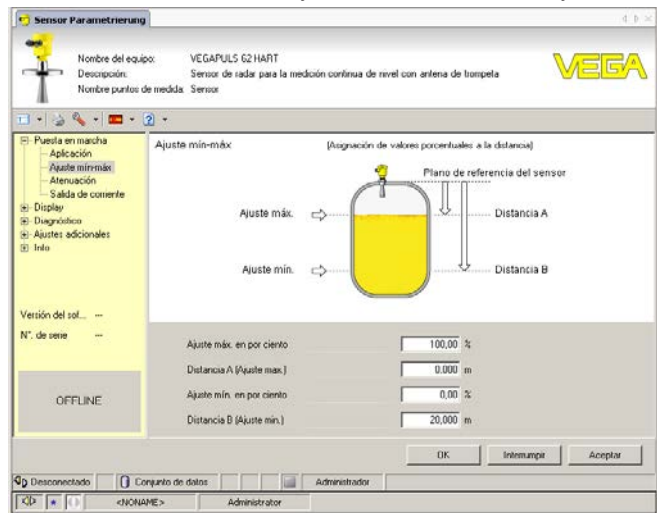 Sensor Parametrierung
Nombre del equipo: VEGAPULS 62 HART
Descripción: Sensor de radar para la medición continua de nivel con antena de trompeta
Nombre puntos de medida: Sensor
VEGA
Puesta en marcha
Aplicación
Ajuste mín-máx
Atenuación
Salida de corriente
Display
Diagnóstico
Ajustes adicionales
Info
Versión del sof... ---
N°. de serie ---
OFFLINE
Ajuste mín-máx (Asignación de valores porcentuales a la distancia)
Plano de referencia del sensor
Ajuste máx. Distancia A
Ajuste mín. Distancia B
Ajuste máx. en por ciento 100,00 %
Distancia A (Ajuste max.) 0.000 m
Ajuste mín. en por ciento 0,00 %
Distancia B (Ajuste min.) 20,000 m
OK Interrumpir Aceptar
Desconectado Conjunto de datos Administrador
<NONAME> Administrator